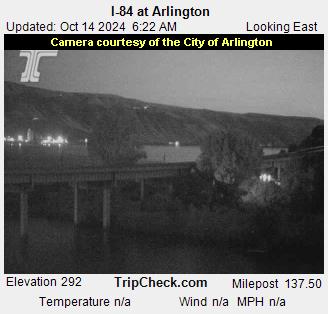 I-84 at Arlington
Updated: Oct 14 2024 6:22 AM Looking East
Camera courtesy of the City of Arlington
Elevation 292 TripCheck.com Milepost 137.50
Temperature n/a Wind n/a MPH n/a